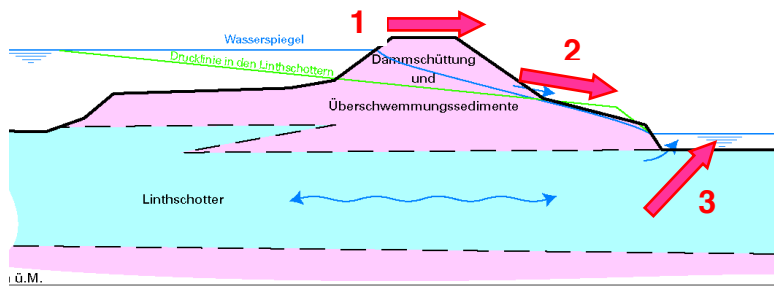 1
2
Wasserspiegel
Drucklinie in den Linthschottern
Dammschüttung
und
Überschwemmungssedimente
Linthschotter
3
ü.M.